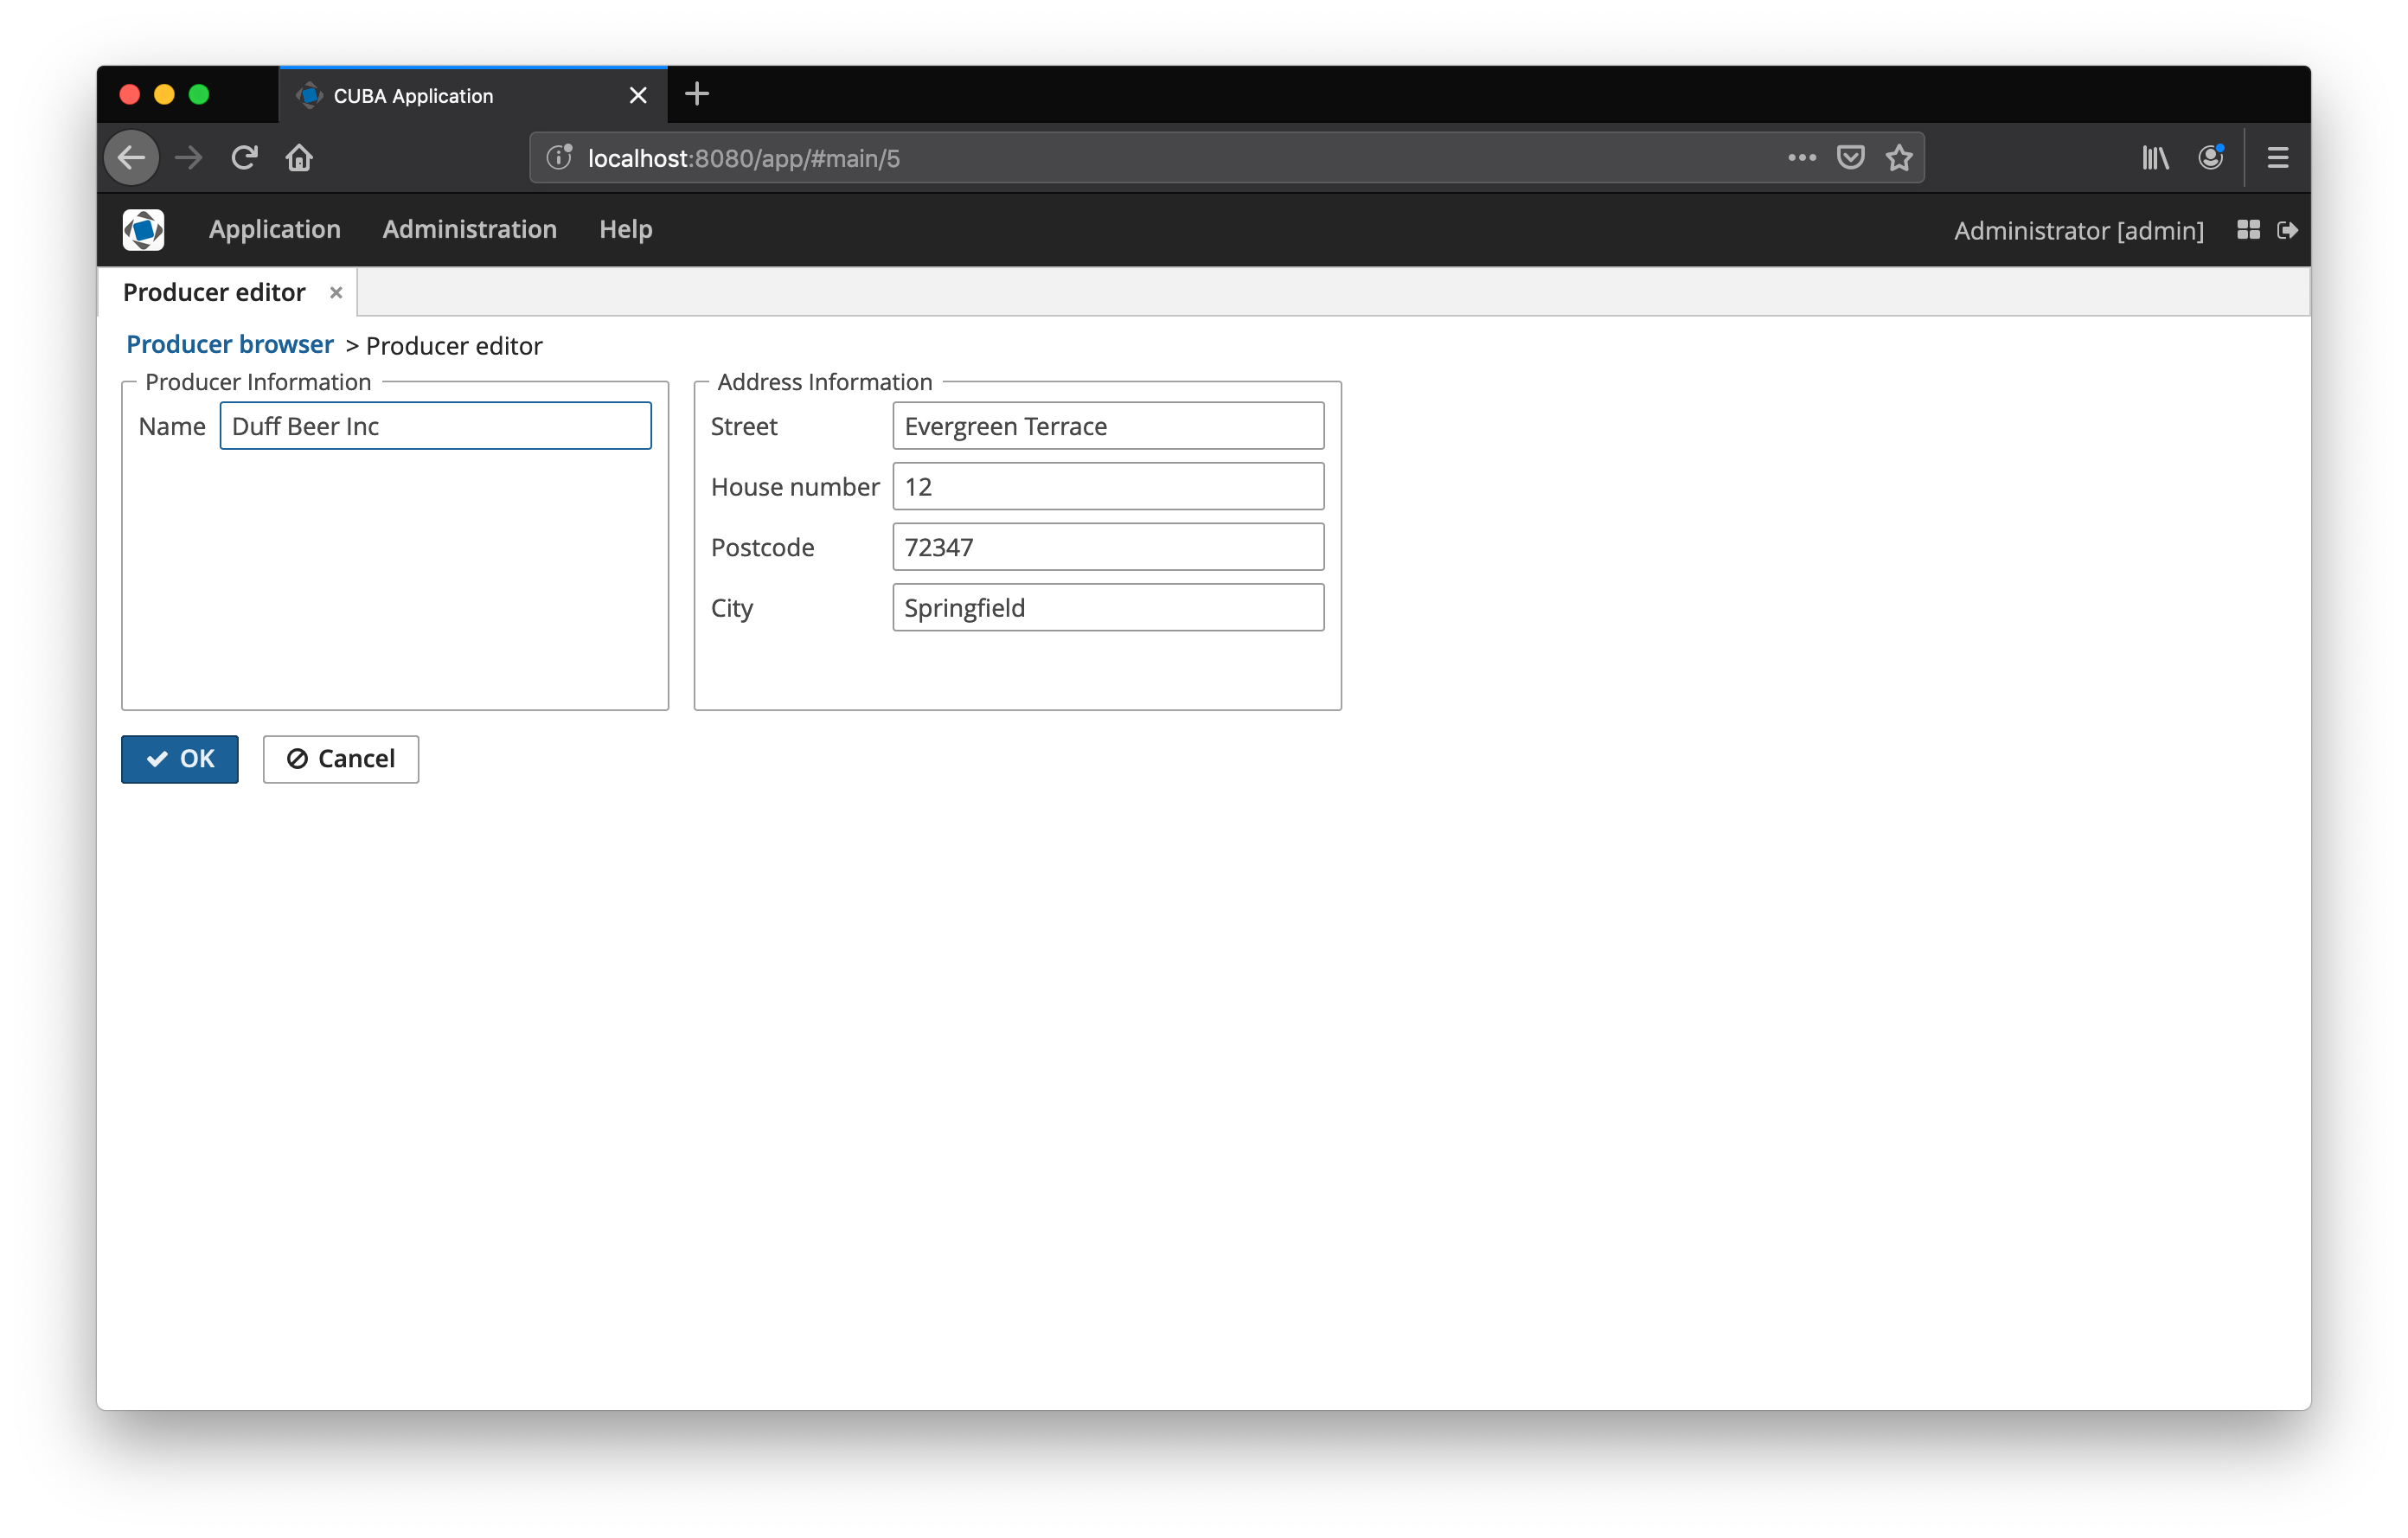 CUBA Application
localhost:8080/app/#main/5
Application Administration Help Administrator [admin]
Producer editor
Producer browser > Producer editor
Producer Information
Name Duff Beer Inc
Address Information
Street Evergreen Terrace
House number 12
Postcode 72347
City Springfield
OK Cancel